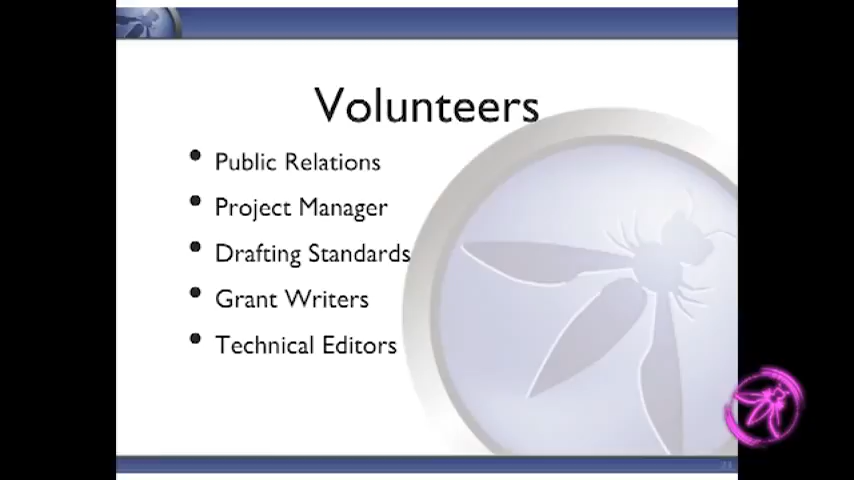 Volunteers
• Public Relations
• Project Manager
• Drafting Standards
• Grant Writers
• Technical Editors